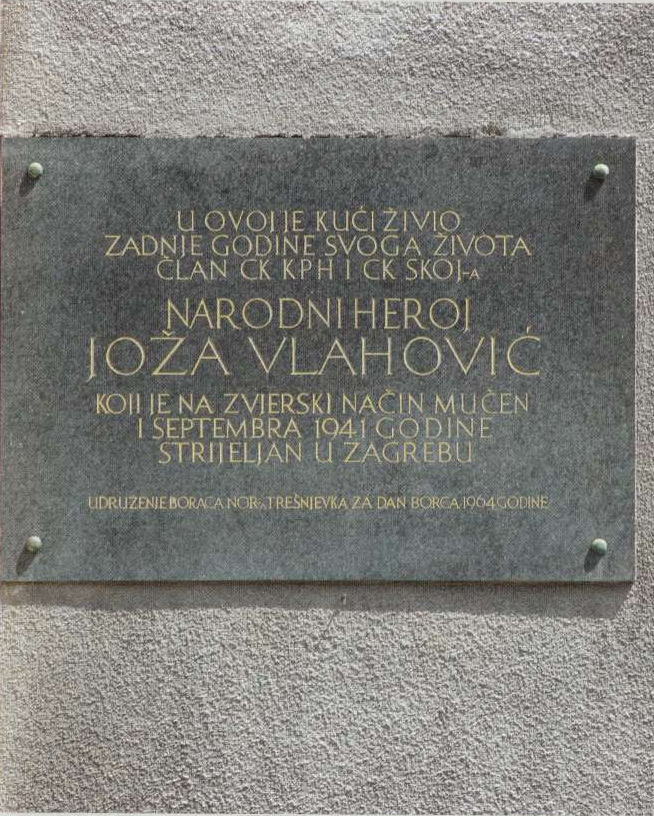 U OVOJ JE KUĆI ŽIVIO
ZADNJE GODINE SVOGA ŽIVOTA
ČLAN CK KPH I CK SKOJ-A
NARODNI HEROJ
JOŽA VLAHOVIĆ
KOJI JE NA ZVJERSKI NAČIN MUČEN
I SEPTEMBRA 1941 GODINE
STRIJELJAN U ZAGREBU
UDRUZENJE BORACA NOR-A TREŠNJEVKA ZA DAN BORCA 1964 GODINE